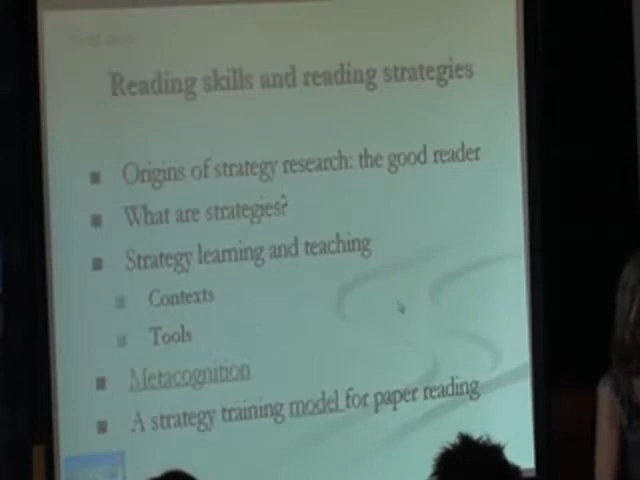 Reading skills and reading strategies
Origins of strategy research: the good reader
What are strategies?
Strategy learning and teaching
Contexts
Tools
Metacognition
A strategy training model for paper reading